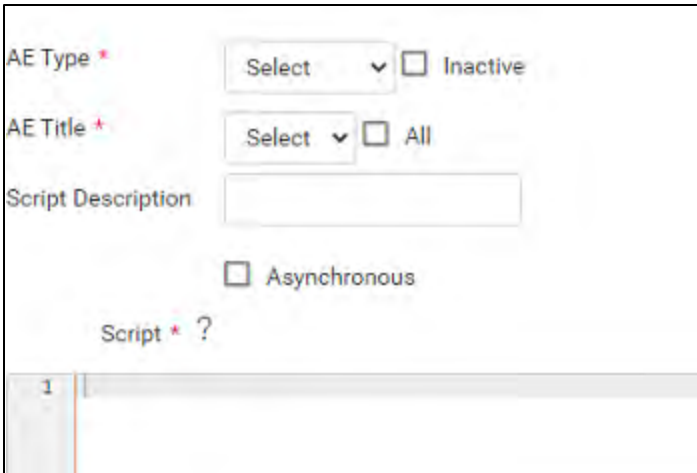 AE Type * Select Inactive
AE Title * Select All
Script Description
Asynchronous
Script * ?
1